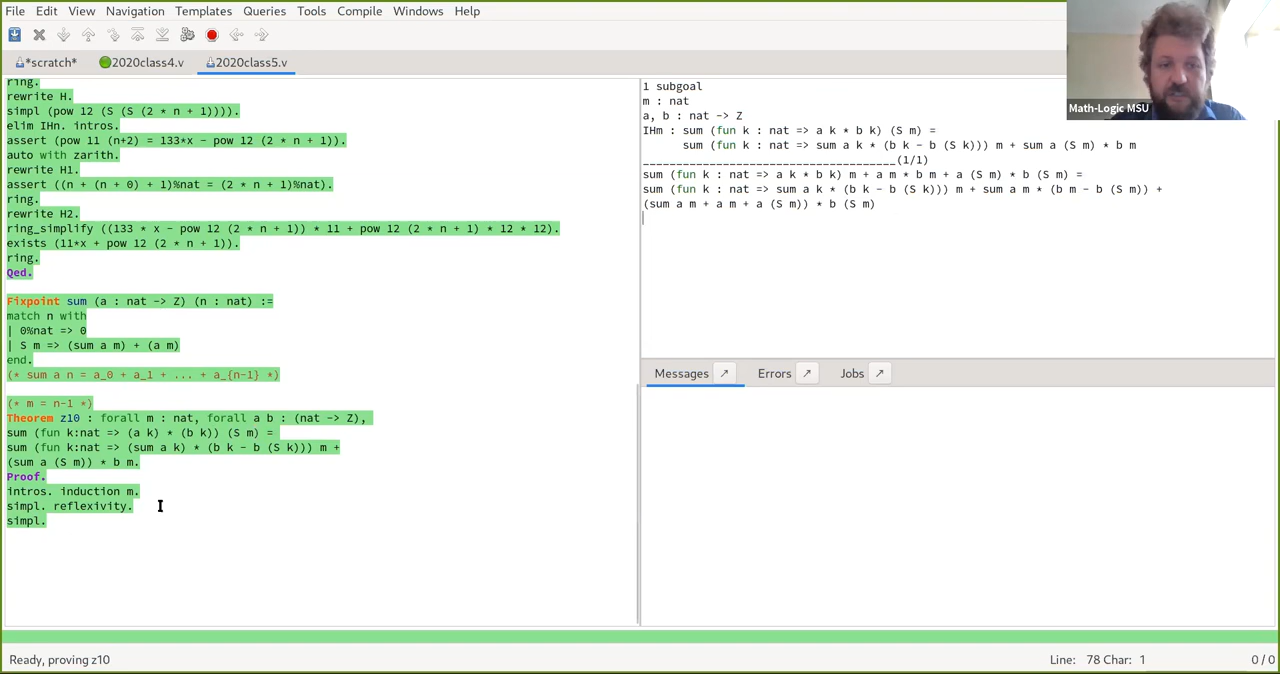 File Edit View Navigation Templates Queries Tools Compile Windows Help
*scratch* 2020class4.v 2020class5.v
ring.
rewrite H.
simpl (pow 12 (S (S (2 * n + 1)))).
elim IHn. intros.
assert (pow 11 (n+2) = 133*x - pow 12 (2 * n + 1)).
auto with zarith.
rewrite H1.
assert ((n + (n + 0) + 1)%nat = (2 * n + 1)%nat).
ring.
rewrite H2.
ring_simplify ((133 * x - pow 12 (2 * n + 1)) * 11 + pow 12 (2 * n + 1) * 12 * 12).
exists (11*x + pow 12 (2 * n + 1)).
ring.
Qed.
Fixpoint sum (a : nat -> Z) (n : nat) :=
match n with
| 0%nat => 0
| S m => (sum a m) + (a m)
end.
(* sum a n = a_0 + a_1 + ... + a_{n-1} *)
(* m = n-1 *)
Theorem z10 : forall m : nat, forall a b : (nat -> Z),
sum (fun k:nat => (a k) * (b k)) (S m) =
sum (fun k:nat => (sum a k) * (b k - b (S k))) m +
(sum a (S m)) * b m.
Proof.
intros. induction m.
simpl. reflexivity.
simpl.
1 subgoal
m : nat
a, b : nat -> Z
IHm : sum (fun k : nat => a k * b k) (S m) =
sum (fun k : nat => sum a k * (b k - b (S k))) m + sum a (S m) * b m
______________________________________(1/1)
sum (fun k : nat => a k * b k) m + a m * b m + a (S m) * b (S m) =
sum (fun k : nat => sum a k * (b k - b (S k))) m + sum a m * (b m - b (S m)) +
(sum a m + a m + a (S m)) * b (S m)
Messages Errors Jobs
Math-Logic MSU
Ready, proving z10 Line: 78 Char: 1 0 / 0